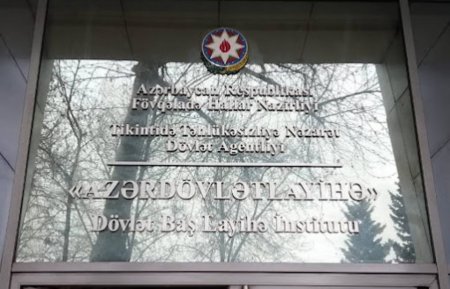 Azərbaycan Respublikası
Fövqəladə Hallar Nazirliyi
Tikintidə Təhlükəsizliyə Nəzarət
Dövlət Agentliyi
«AZƏRDÖVLƏTLAYİHƏ»
Dövlət Baş Layihə İnstitutu